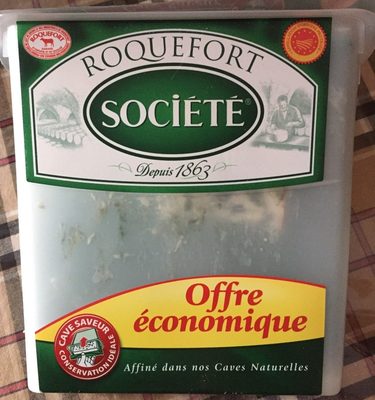 ROQUEFORT
SOCIÉTÉ®
Depuis 1863
Offre
économique
CAVE SAVEUR
CONSERVATION IDÉALE
Affiné dans nos Caves Naturelles